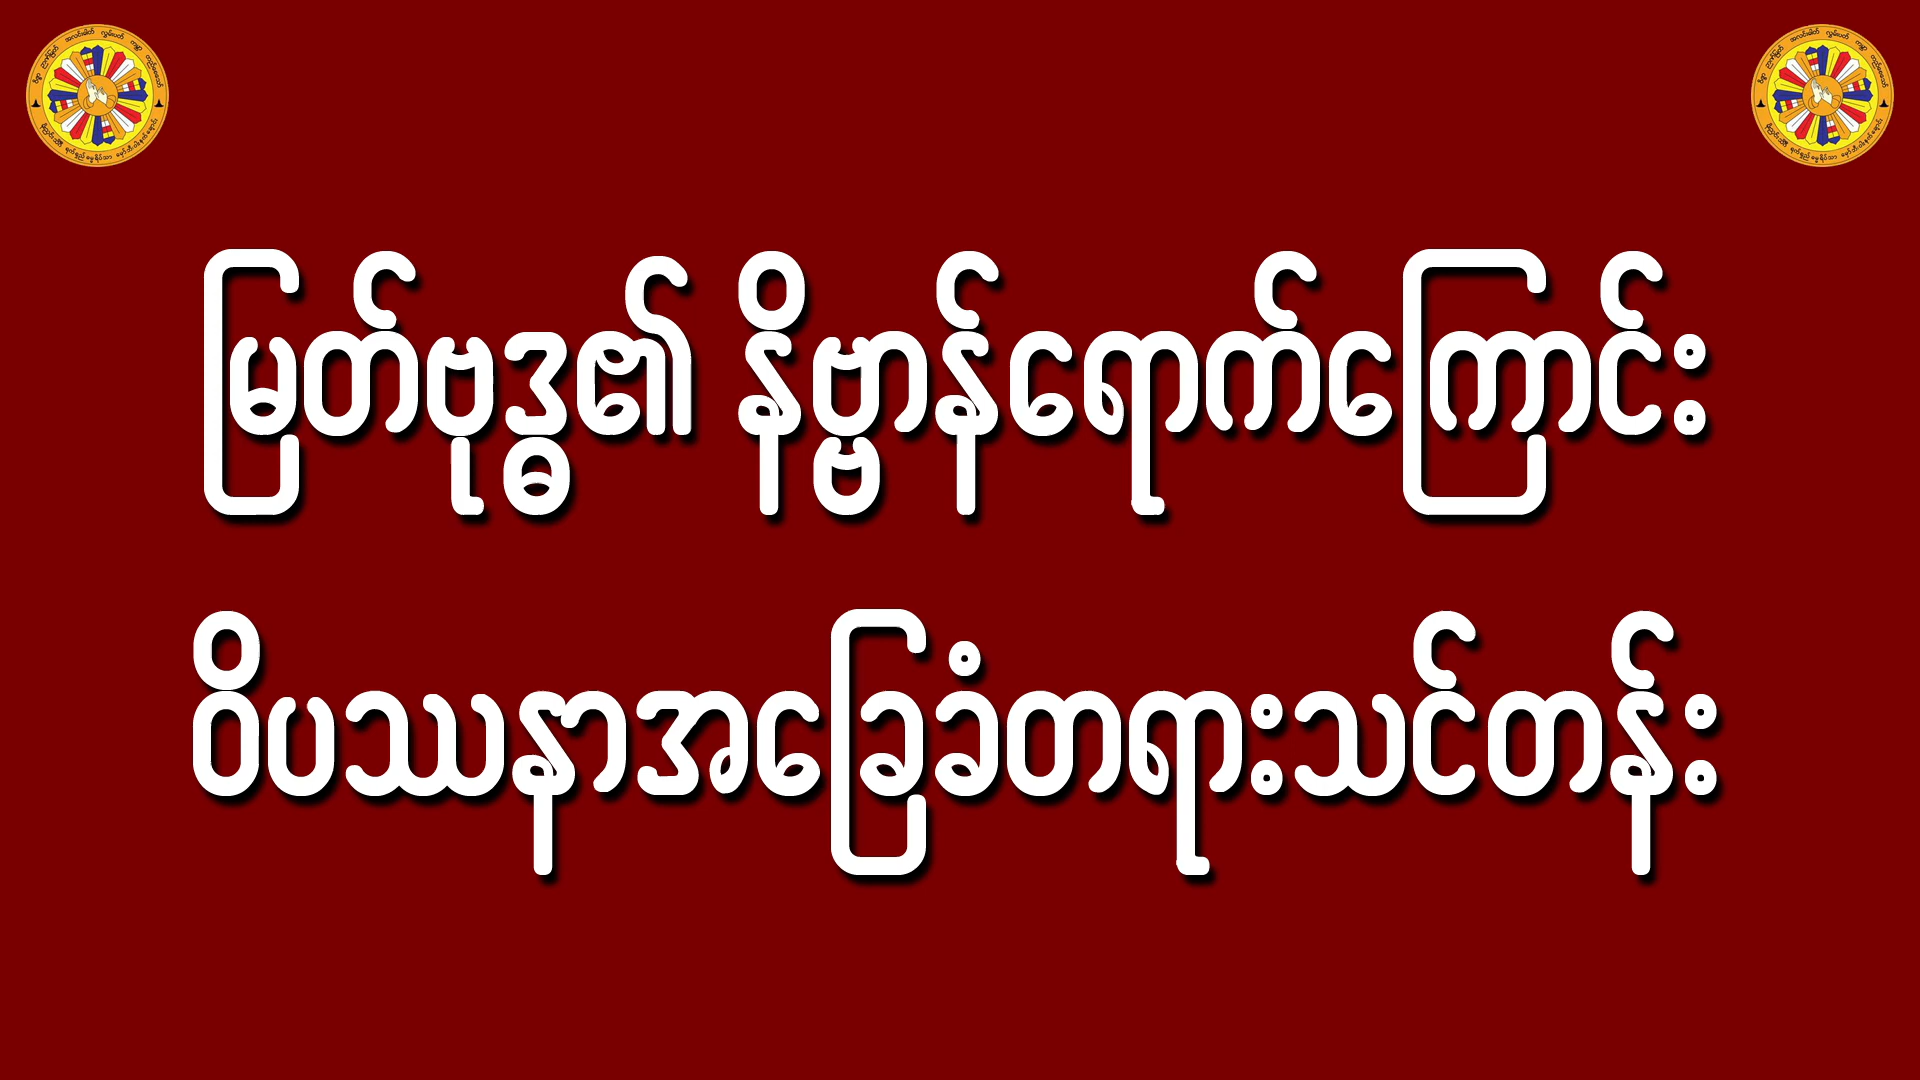 မြတ်ဗုဒ္ဓ၏ နိဗ္ဗာန်ရောက်ကြောင်း
ဝိပဿနာအခြေခံတရားသင်တန်း